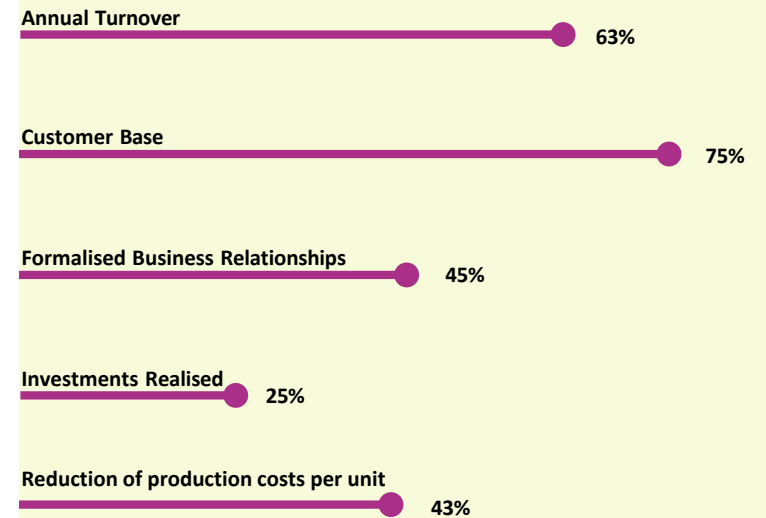 Annual Turnover
63%
Customer Base
75%
Formalised Business Relationships
45%
Investments Realised
25%
Reduction of production costs per unit
43%